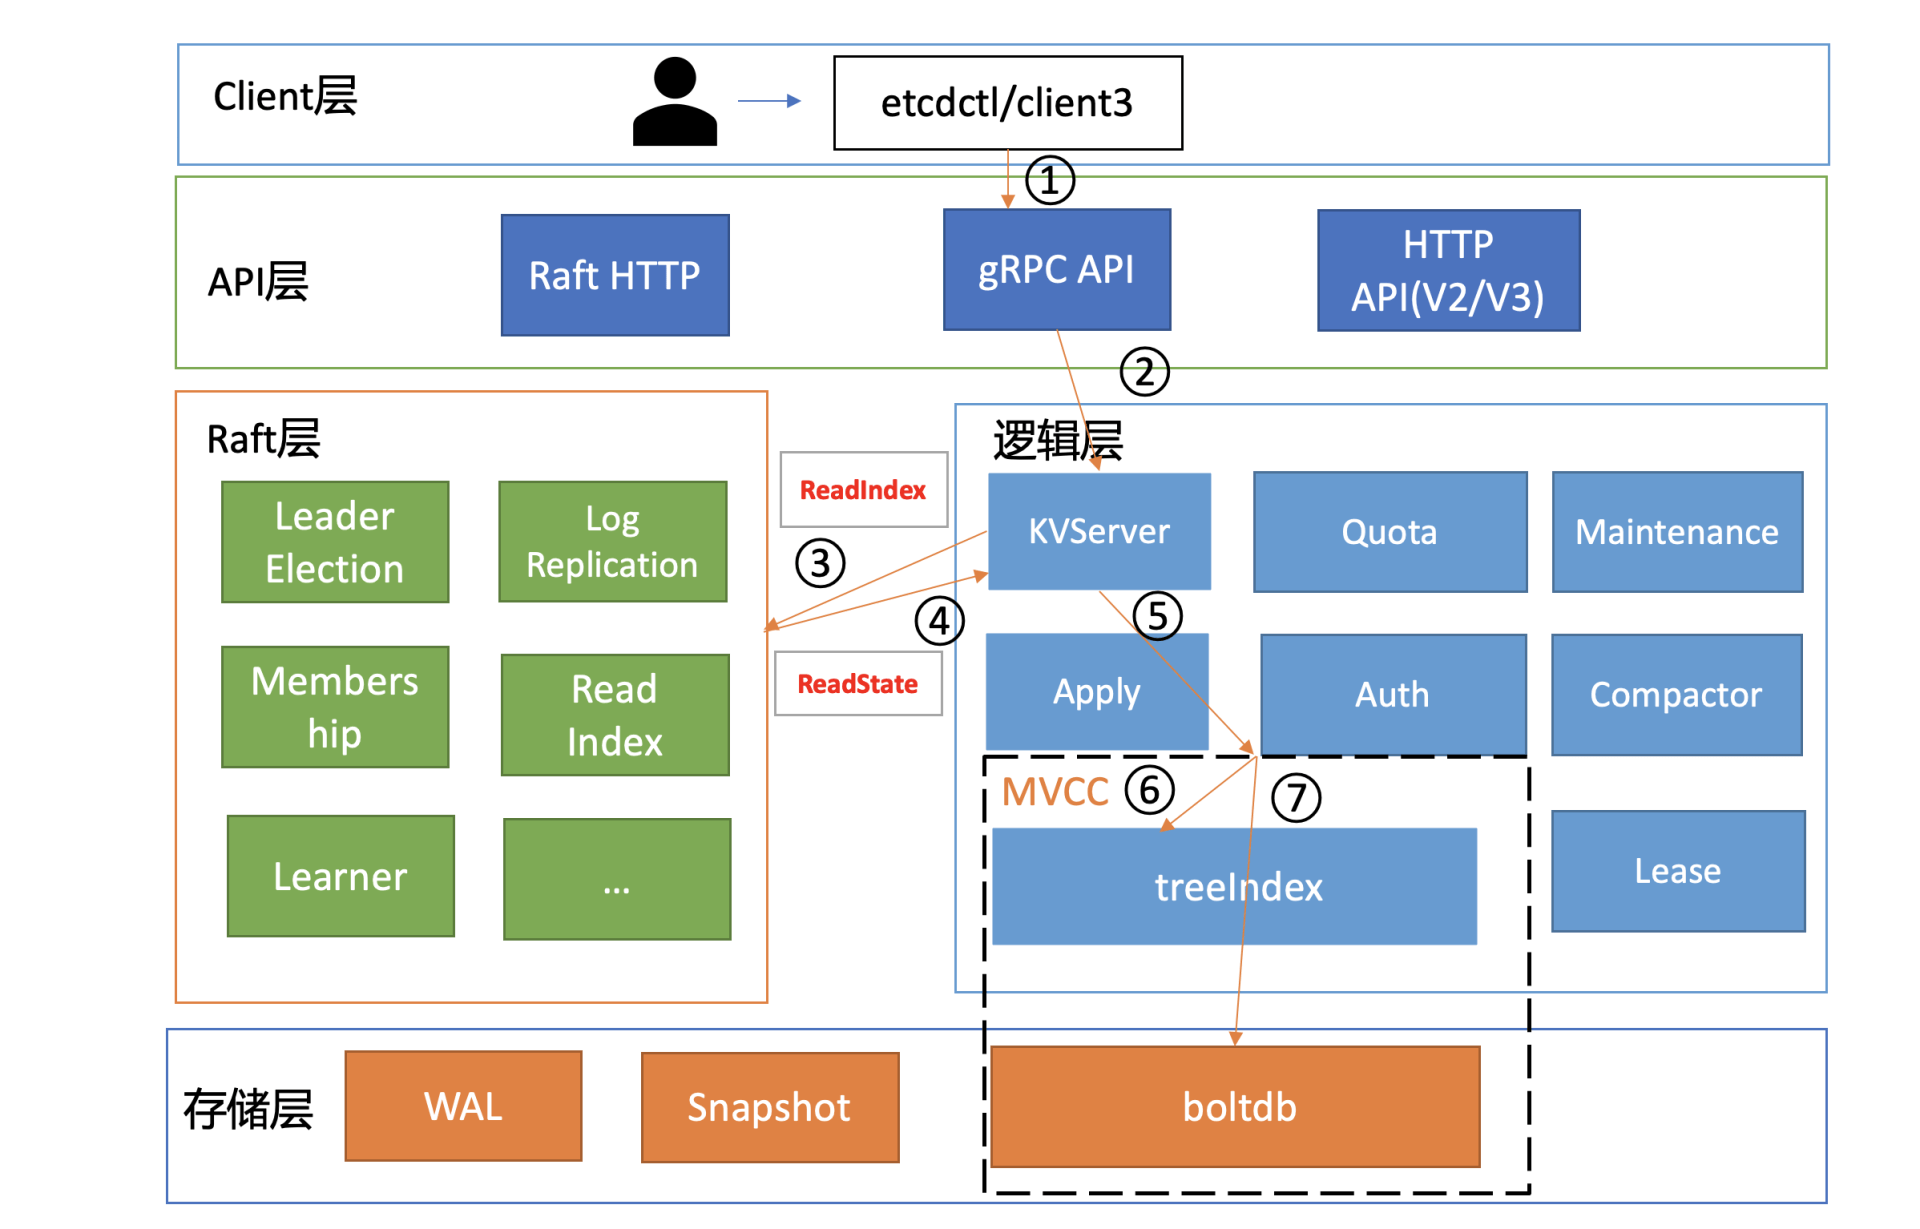 Client层
etcdctl/client3
①
API层
Raft HTTP
gRPC API
HTTP
API(V2/V3)
②
Raft层
Leader
Election
Log
Replication
Members
hip
Read
Index
Learner
...
ReadIndex
③
④
ReadState
逻辑层
KVServer
Quota
Maintenance
⑤
Apply
Auth
Compactor
MVCC
⑥
⑦
treeIndex
Lease
存储层
WAL
Snapshot
boltdb